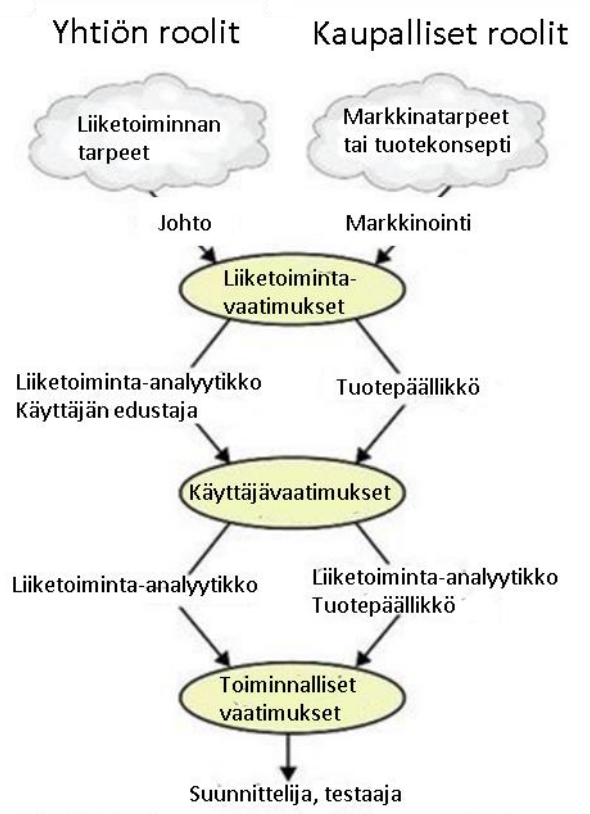 Yhtiön roolit
Kaupalliset roolit
Liiketoiminnan
tarpeet
Markkinatarpeet
tai tuotekonsepti
Johto
Markkinointi
Liiketoiminta-
vaatimukset
Liiketoiminta-analyytikko
Käyttäjän edustaja
Tuotepäällikkö
Käyttäjävaatimukset
Liiketoiminta-analyytikko
Liiketoiminta-analyytikko
Tuotepäällikkö
Toiminnalliset
vaatimukset
Suunnittelija, testaaja